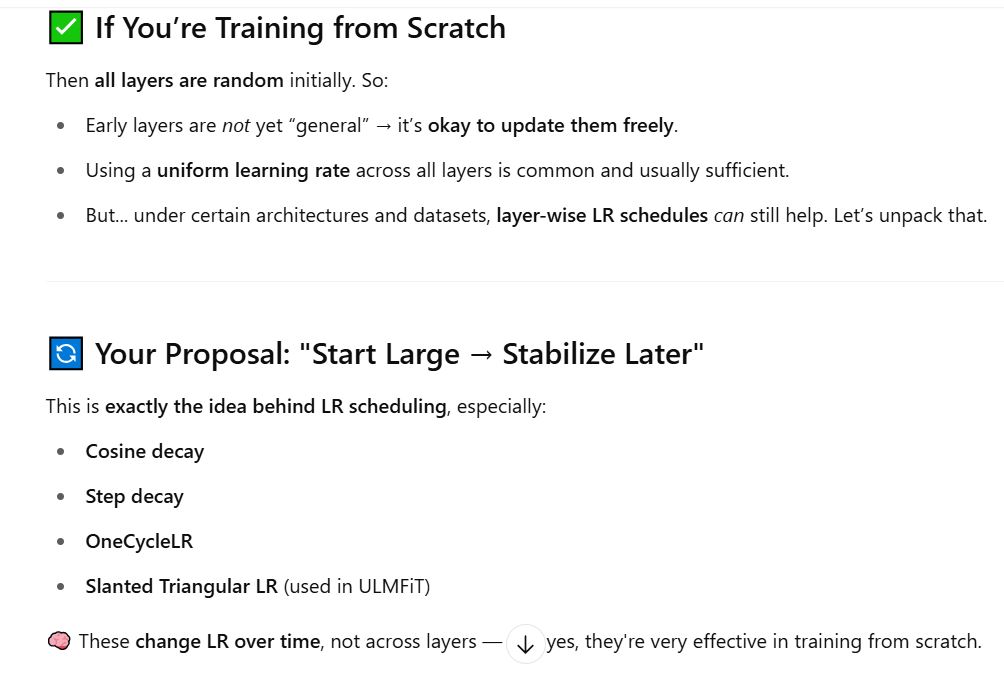 ✅ If You’re Training from Scratch
Then all layers are random initially. So:
• Early layers are not yet “general” → it’s okay to update them freely.
• Using a uniform learning rate across all layers is common and usually sufficient.
• But... under certain architectures and datasets, layer-wise LR schedules can still help. Let’s unpack that.
🔄 Your Proposal: "Start Large → Stabilize Later"
This is exactly the idea behind LR scheduling, especially:
• Cosine decay
• Step decay
• OneCycleLR
• Slanted Triangular LR (used in ULMFiT)
🧠 These change LR over time, not across layers — yes, they're very effective in training from scratch.